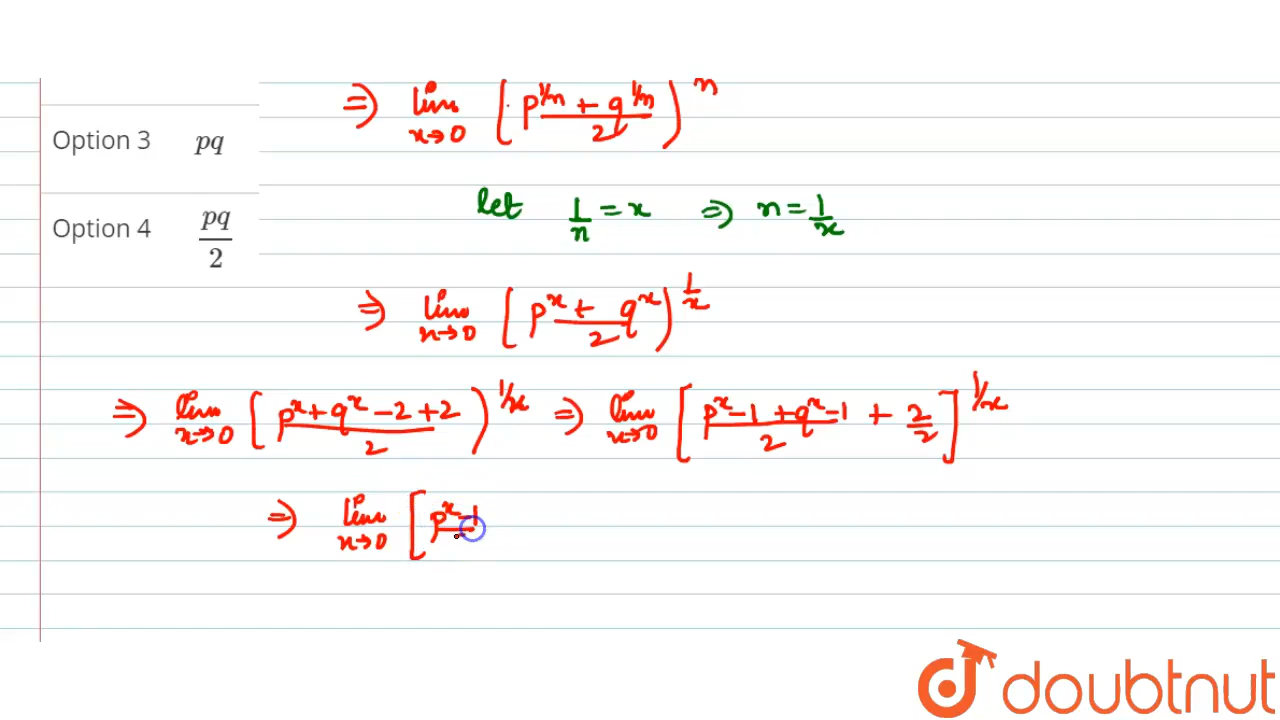 ⇒ lim x→0 [ (p^{1/n} + q^{1/n})/2 )^n
Option 3 pq
let 1/n = x ⇒ n = 1/x
Option 4 pq/2
⇒ lim x→0 [ (p^x + q^x)/2 )^{1/x}
⇒ lim x→0 [ (p^x + q^x - 2 + 2)/2 )^{1/x} ⇒ lim x→0 [ (p^x - 1 + q^x - 1)/2 + 2/2 ]^{1/x}
⇒ lim x→0 [ p^x - 1
doubtnut